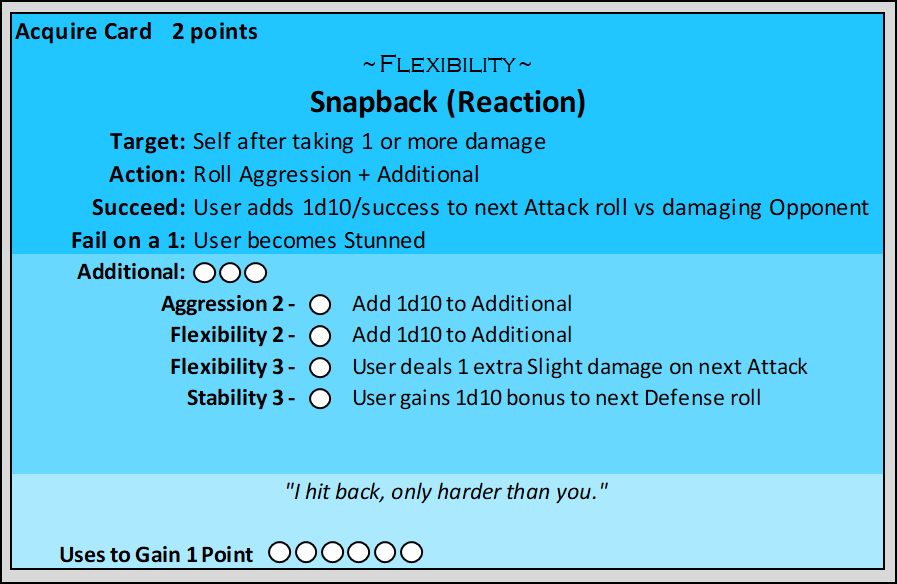 Acquire Card 2 points
~FLEXIBILITY~
Snapback (Reaction)
Target: Self after taking 1 or more damage
Action: Roll Aggression + Additional
Succeed: User adds 1d10/success to next Attack roll vs damaging Opponent
Fail on a 1: User becomes Stunned
Additional:
Aggression 2 - Add 1d10 to Additional
Flexibility 2 - Add 1d10 to Additional
Flexibility 3 - User deals 1 extra Slight damage on next Attack
Stability 3 - User gains 1d10 bonus to next Defense roll
"I hit back, only harder than you."
Uses to Gain 1 Point